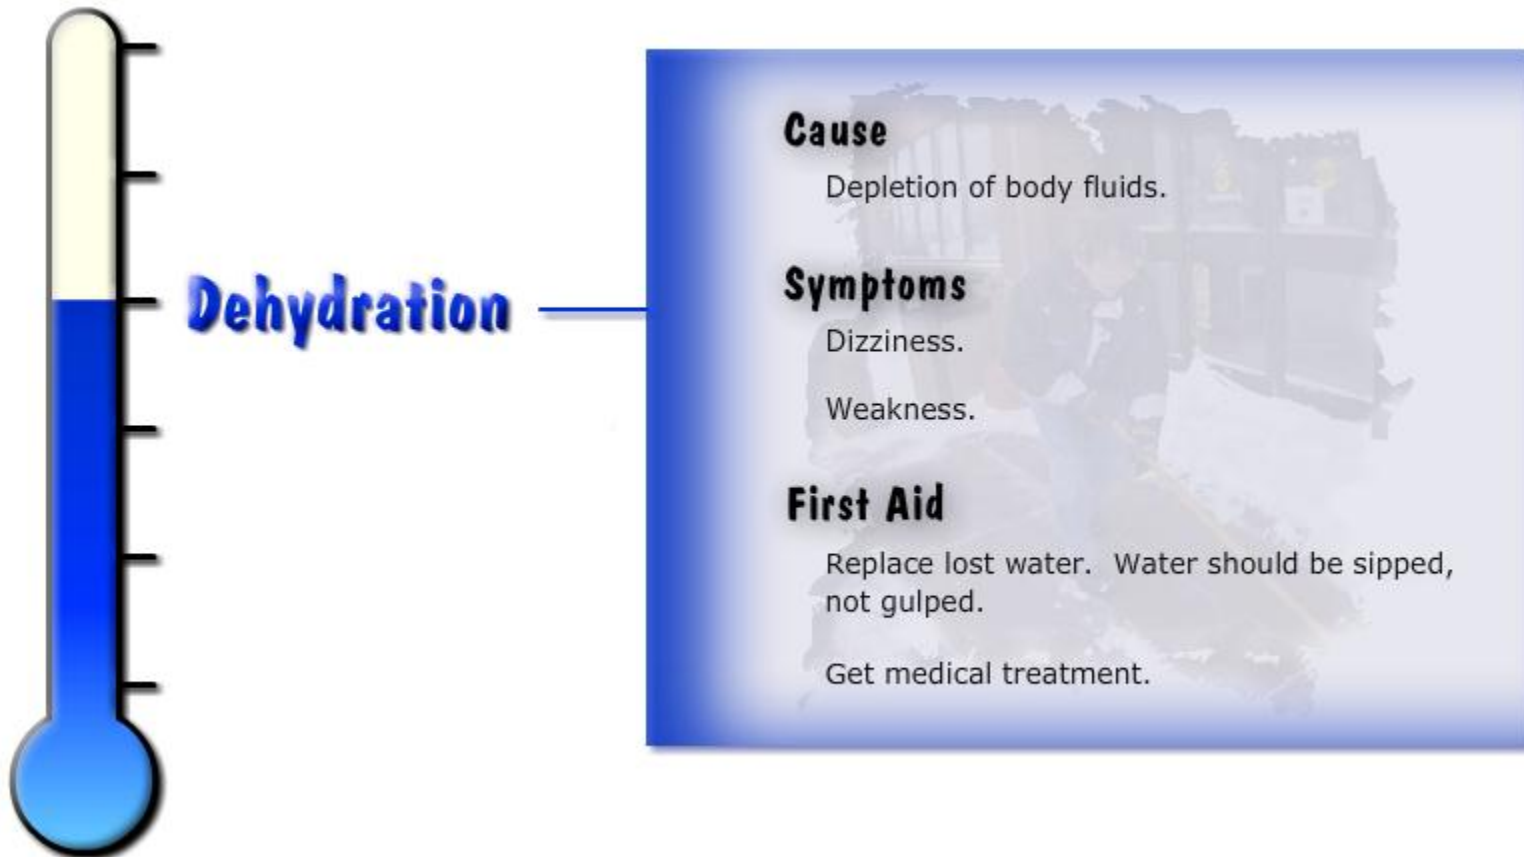 Dehydration
Cause
Depletion of body fluids.
Symptoms
Dizziness.
Weakness.
First Aid
Replace lost water.  Water should be sipped,
not gulped.
Get medical treatment.